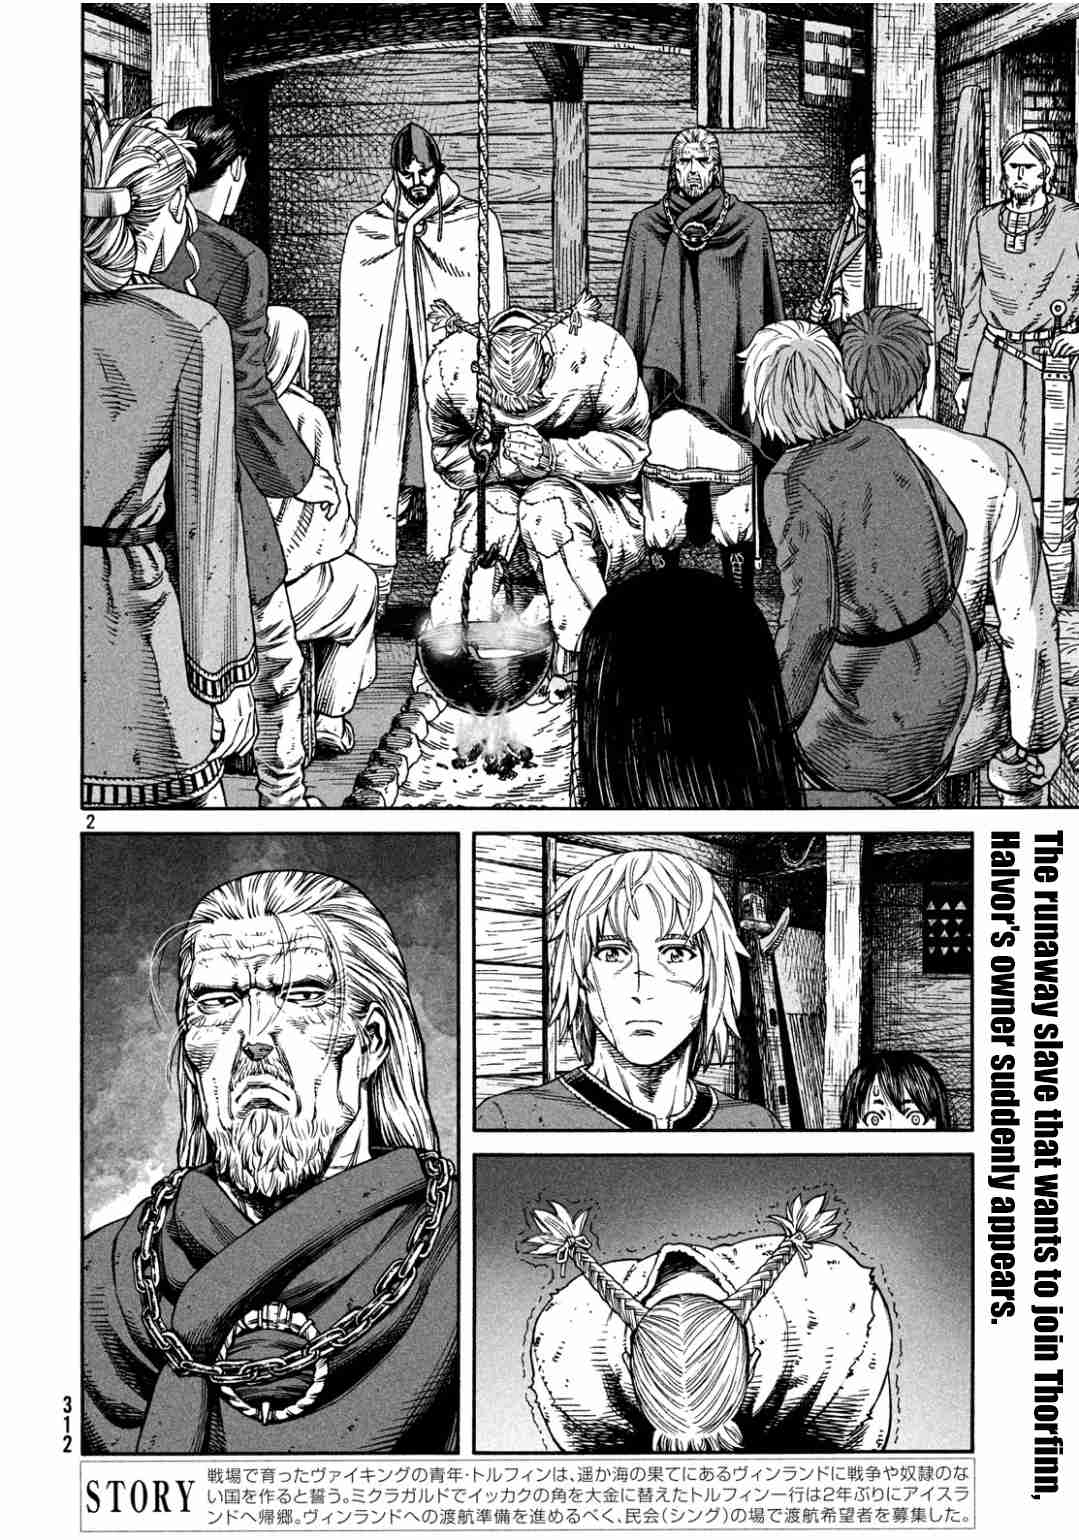 2
The runaway slave that wants to join Thorfinn,
Halvor's owner suddenly appears.
312
STORY
戦場で育ったヴァイキングの青年・トルフィンは、遥か海の果てにあるヴィンランドに戦争や奴隷のな
い国を作ると誓う。ミクラガルドでイッカクの角を大金に替えたトルフィン一行は2年ぶりにアイスラ
ンドへ帰郷。ヴィンランドへの渡航準備を進めるべく、民会(シング)の場で渡航希望者を募集した。